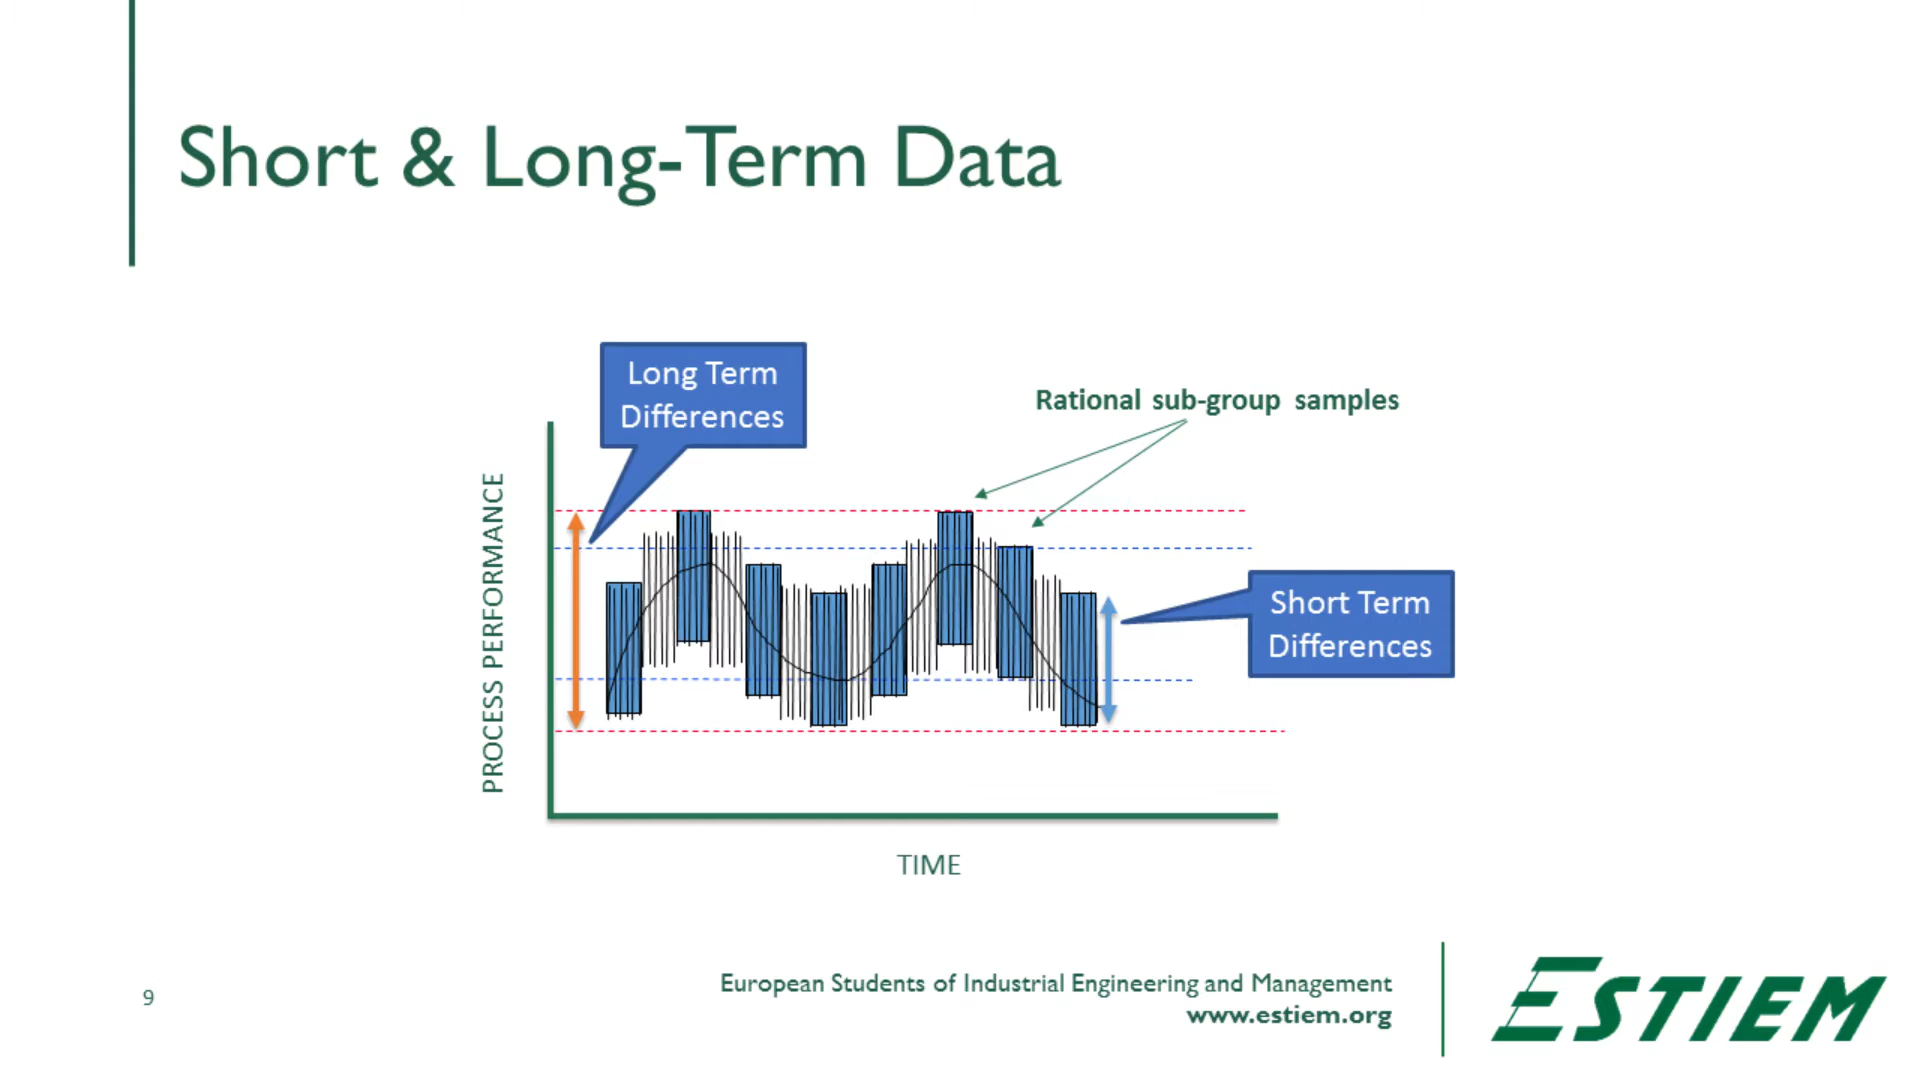 Short & Long-Term Data
Long Term
Differences
Rational sub-group samples
PROCESS PERFORMANCE
Short Term
Differences
TIME
9
European Students of Industrial Engineering and Management
www.estiem.org
ESTIEM